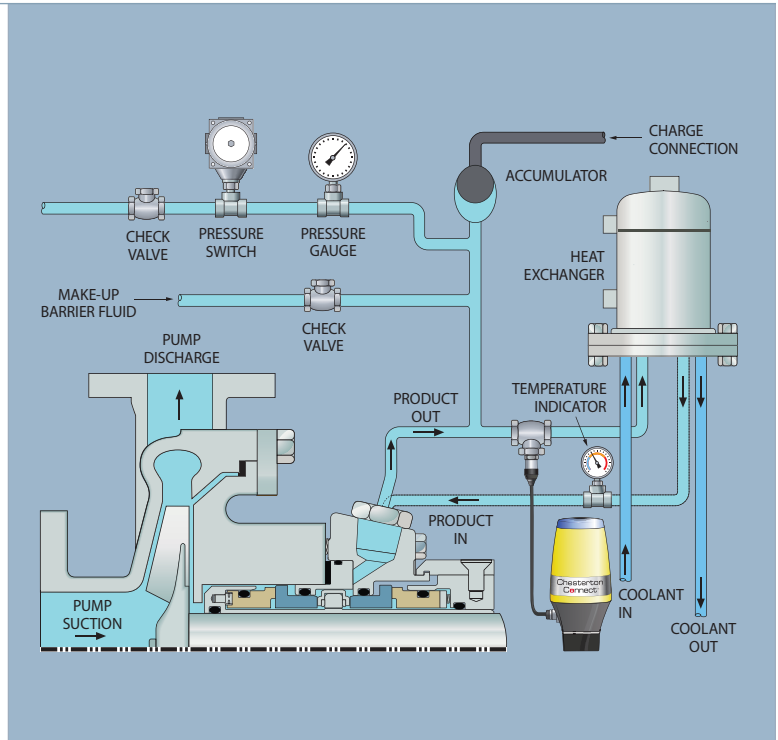 CHARGE
CONNECTION
ACCUMULATOR
CHECK
VALVE
PRESSURE
SWITCH
PRESSURE
GAUGE
HEAT
EXCHANGER
MAKE-UP
BARRIER FLUID
CHECK
VALVE
PUMP
DISCHARGE
PRODUCT
OUT
TEMPERATURE
INDICATOR
PRODUCT
IN
Chesterton
Connect
PUMP
SUCTION
COOLANT
IN
COOLANT
OUT